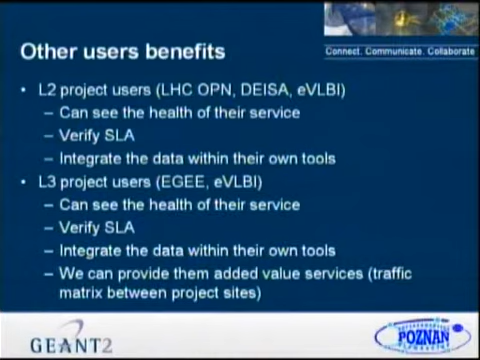 Connect. Communicate. Collaborate
Other users benefits
• L2 project users (LHC OPN, DEISA, eVLBI)
– Can see the health of their service
– Verify SLA
– Integrate the data within their own tools
• L3 project users (EGEE, eVLBI)
– Can see the health of their service
– Verify SLA
– Integrate the data within their own tools
– We can provide them added value services (traffic
matrix between project sites)
GEANT2
POZNAŃ